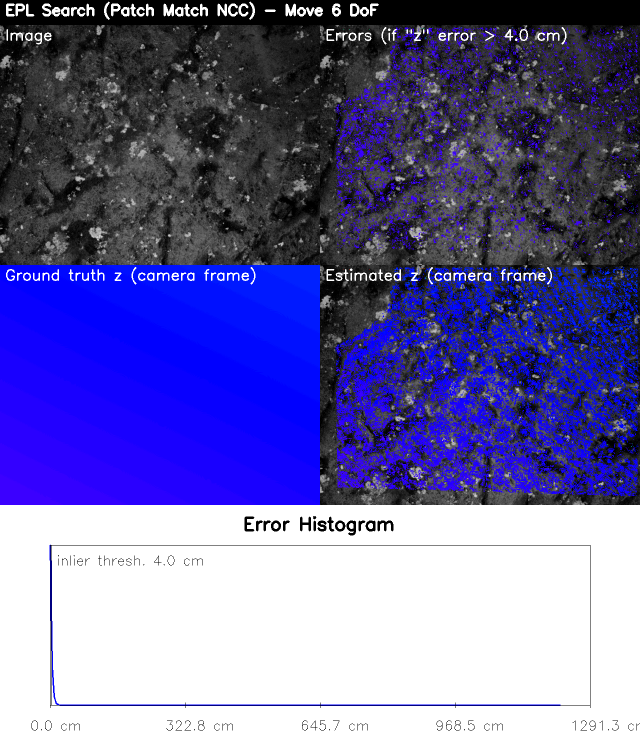 EPL Search (Patch Match NCC) - Move 6 DoF
Image
Errors (if "z" error > 4.0 cm)
Ground truth z (camera frame)
Estimated z (camera frame)
Error Histogram
inlier thresh. 4.0 cm
0.0 cm
322.8 cm
645.7 cm
968.5 cm
1291.3 cm